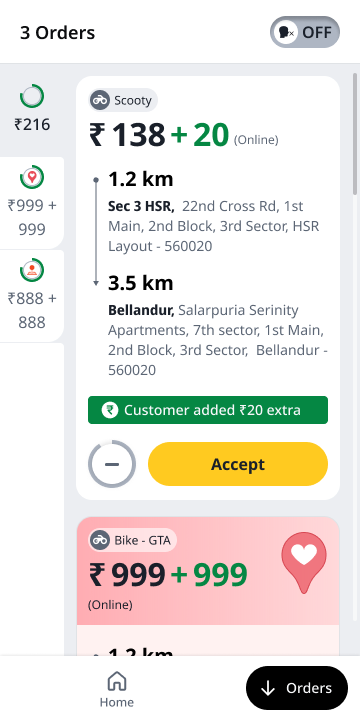 3 Orders
OFF
₹216
₹999 +
999
₹888 +
888
Scooty
₹ 138 + 20 (Online)
1.2 km
Sec 3 HSR, 22nd Cross Rd, 1st
Main, 2nd Block, 3rd Sector, HSR
Layout - 560020
3.5 km
Bellandur, Salarpuria Serinity
Apartments, 7th sector, 1st Main,
2nd Block, 3rd Sector, Bellandur -
560020
₹ Customer added ₹20 extra
Accept
Bike - GTA
₹ 999 + 999
(Online)
1.2 km
Home
Orders